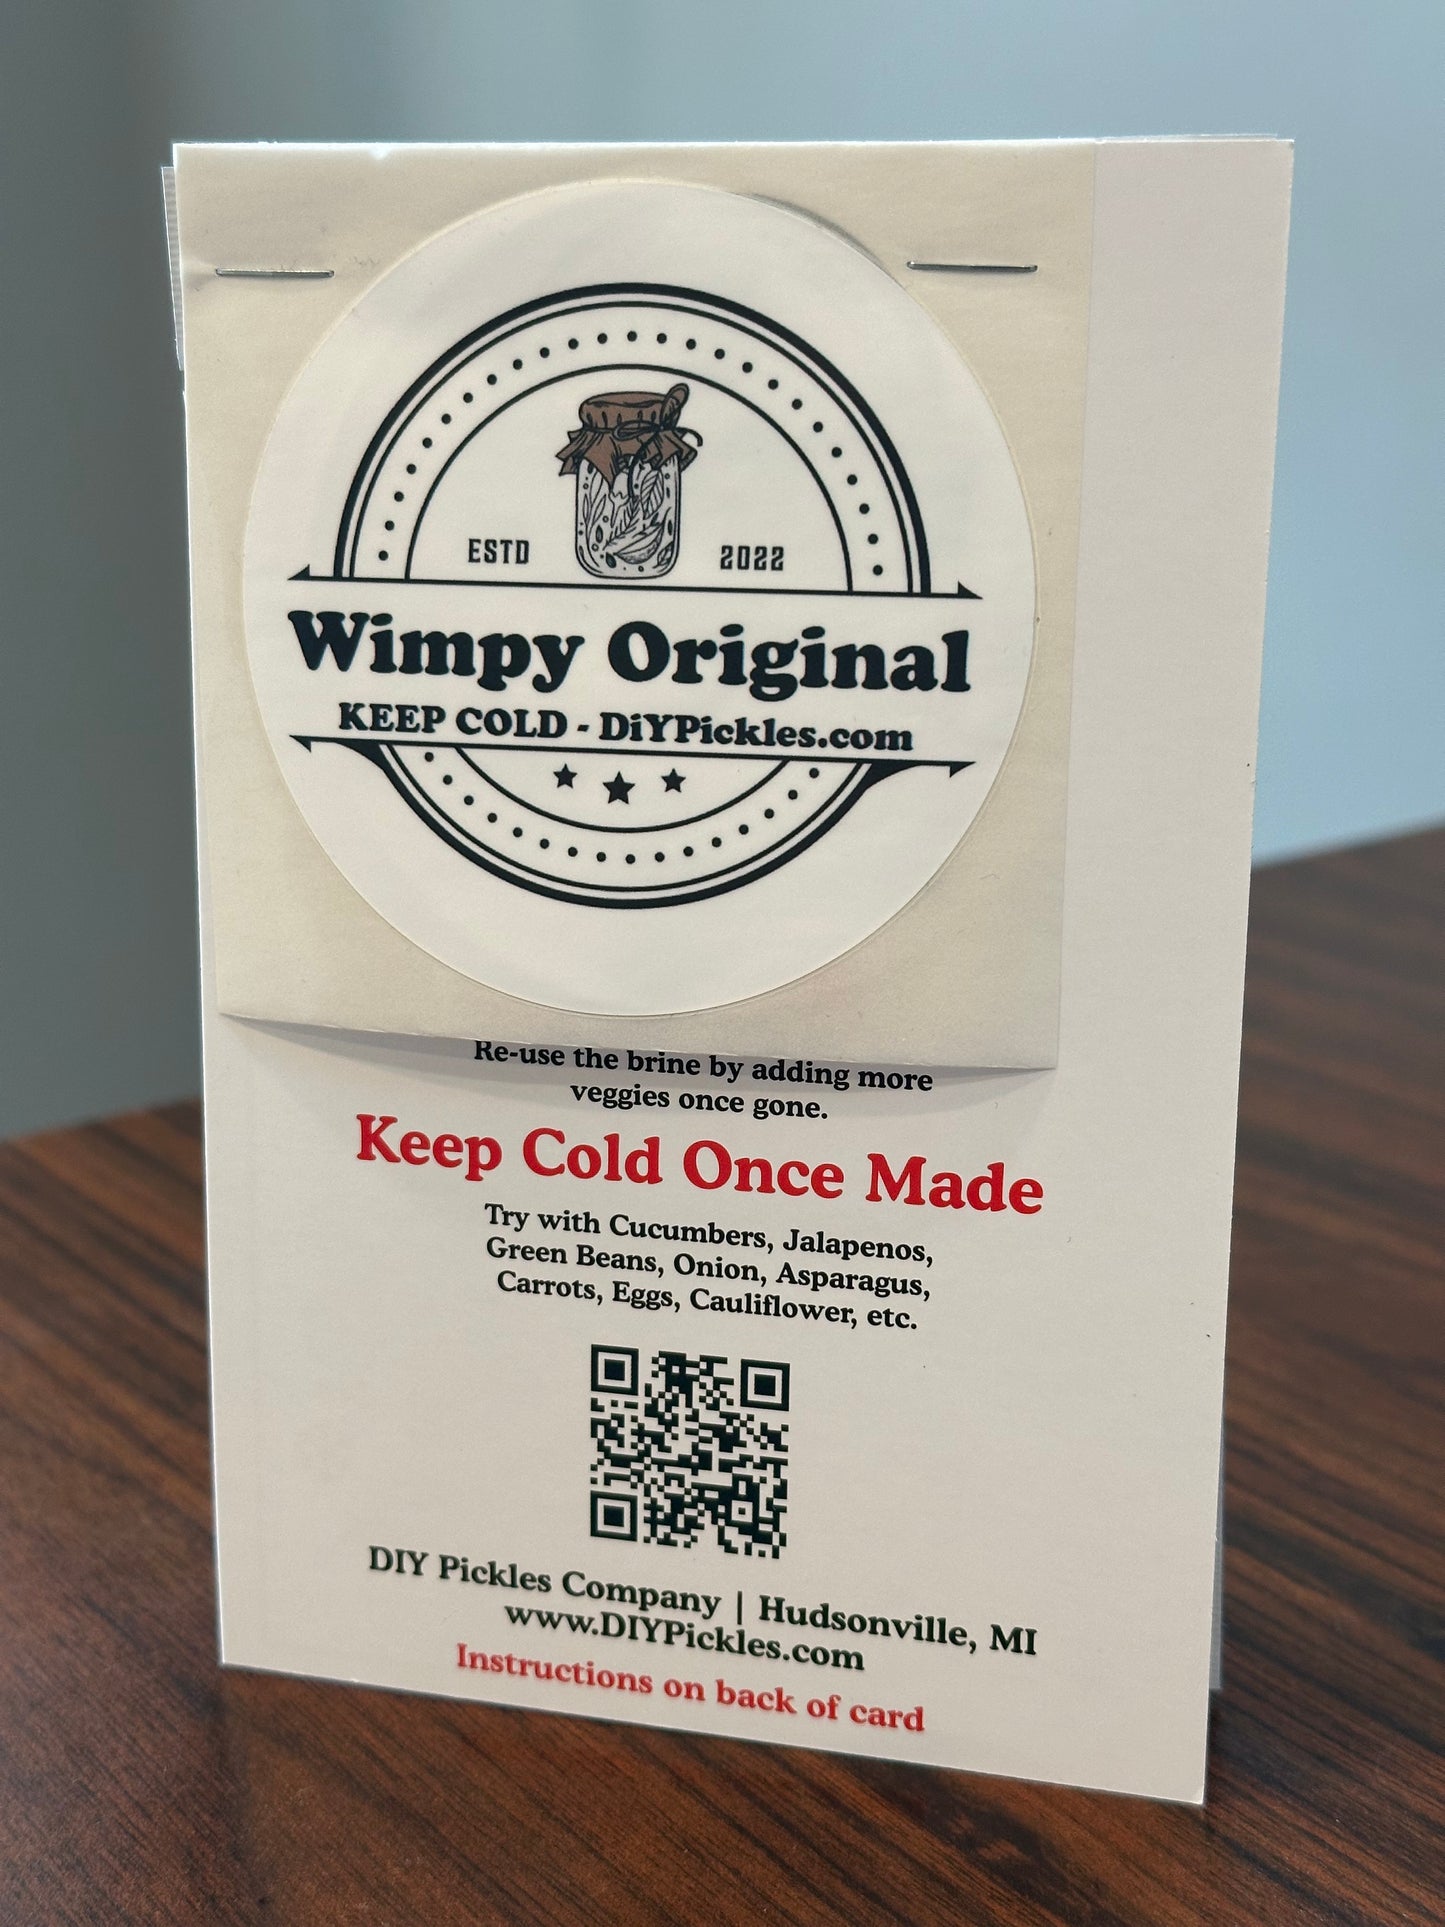 ESTD 2022
Wimpy Original
KEEP COLD - DiYPickles.com
Re-use the brine by adding more
veggies once gone.
Keep Cold Once Made
Try with Cucumbers, Jalapenos,
Green Beans, Onion, Asparagus,
Carrots, Eggs, Cauliflower, etc.
DIY Pickles Company | Hudsonville, MI
www.DIYPickles.com
Instructions on back of card